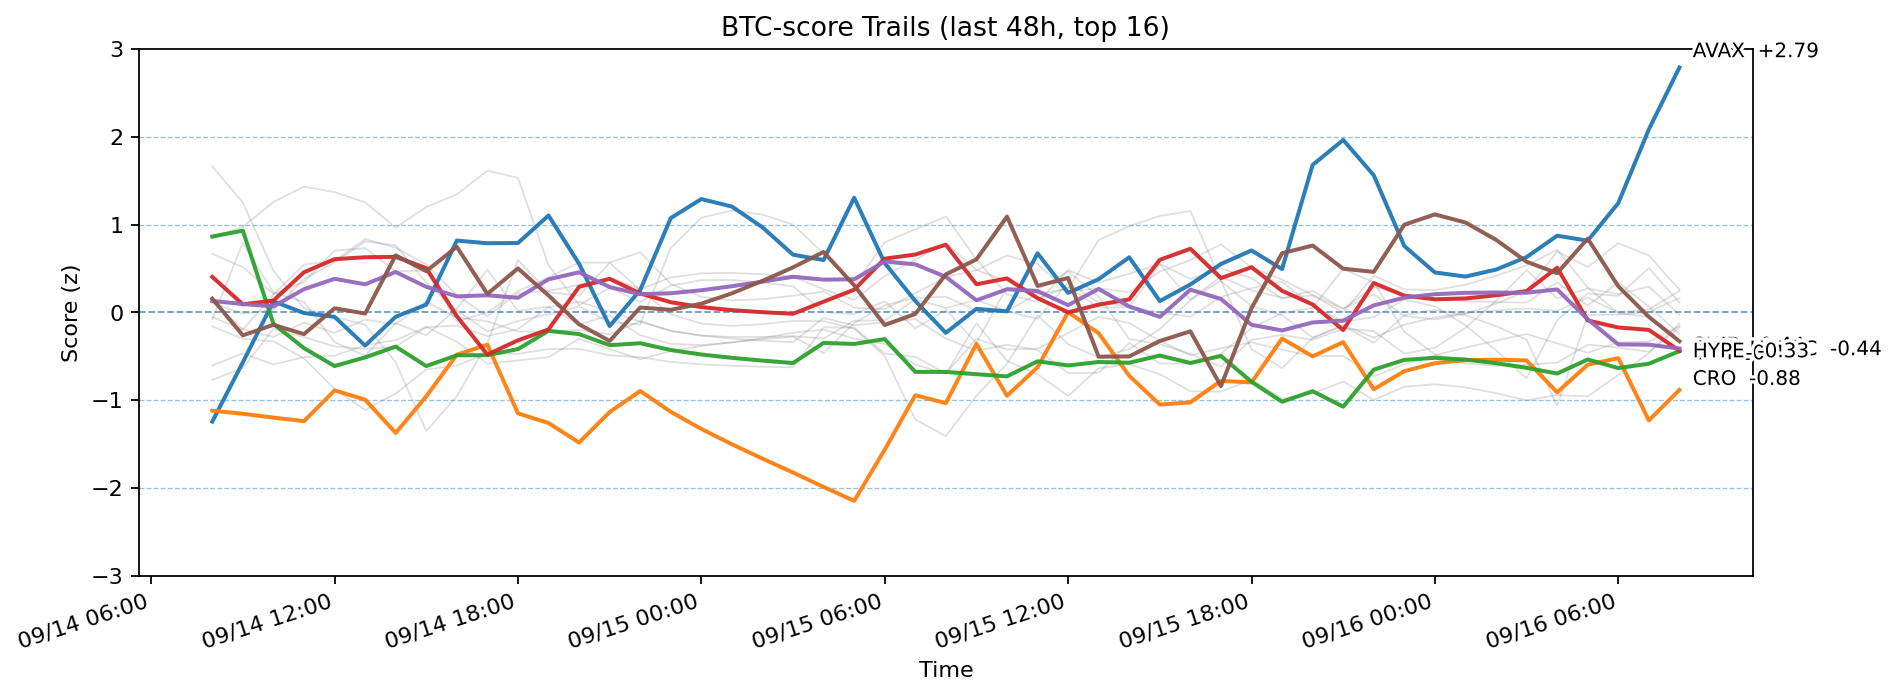 BTC-score Trails (last 48h, top 16)
Score (z)
3
2
1
0
−1
−2
−3
AVAX +2.79
HYPE -0.33
-0.44
CRO -0.88
09/14 06:00
09/14 12:00
09/14 18:00
09/15 00:00
09/15 06:00
09/15 12:00
09/15 18:00
09/16 00:00
09/16 06:00
Time